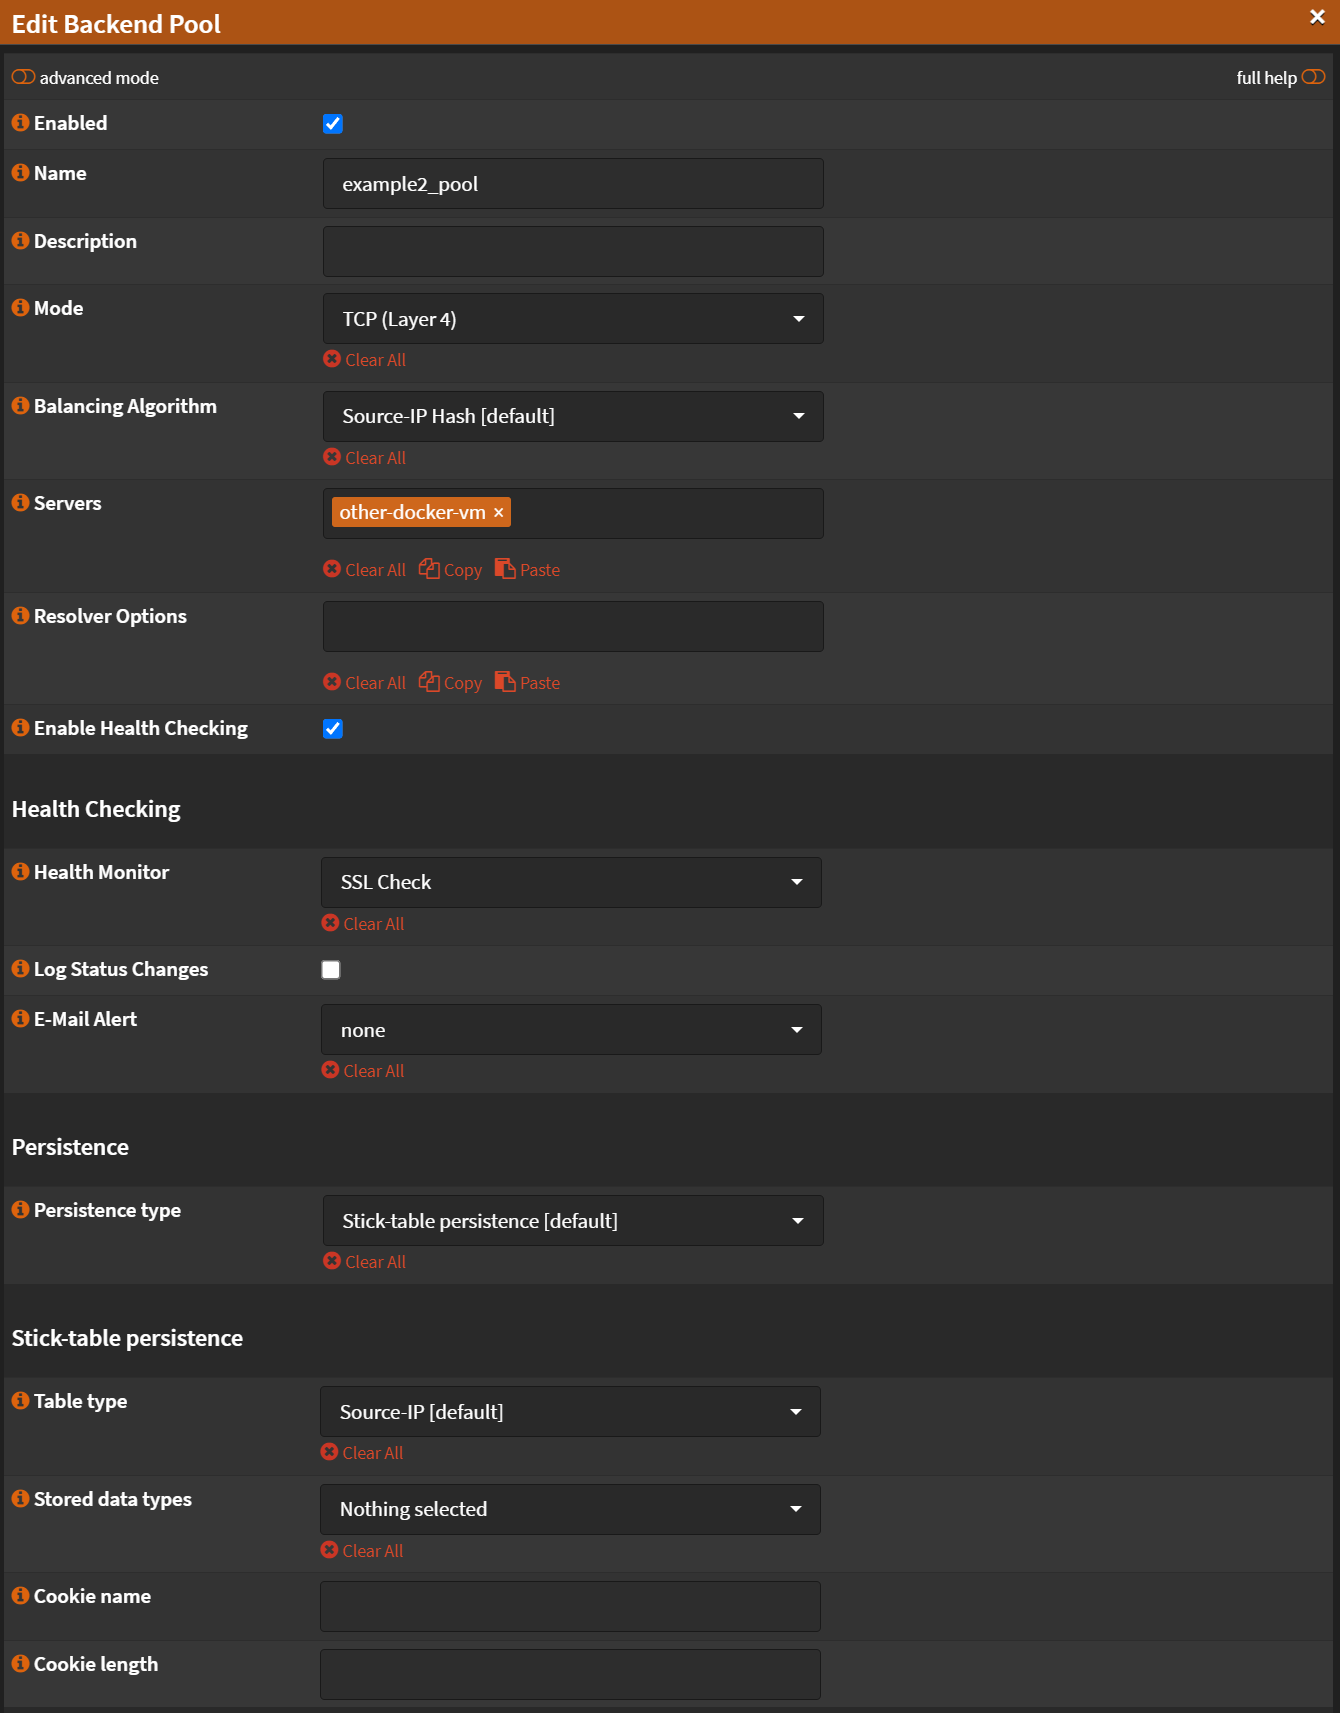 Edit Backend Pool ×
advanced mode full help
Enabled
Name example2_pool
Description
Mode TCP (Layer 4)
Clear All
Balancing Algorithm Source-IP Hash [default]
Clear All
Servers other-docker-vm ×
Clear All Copy Paste
Resolver Options
Clear All Copy Paste
Enable Health Checking
Health Checking
Health Monitor SSL Check
Clear All
Log Status Changes
E-Mail Alert none
Clear All
Persistence
Persistence type Stick-table persistence [default]
Clear All
Stick-table persistence
Table type Source-IP [default]
Clear All
Stored data types Nothing selected
Clear All
Cookie name
Cookie length